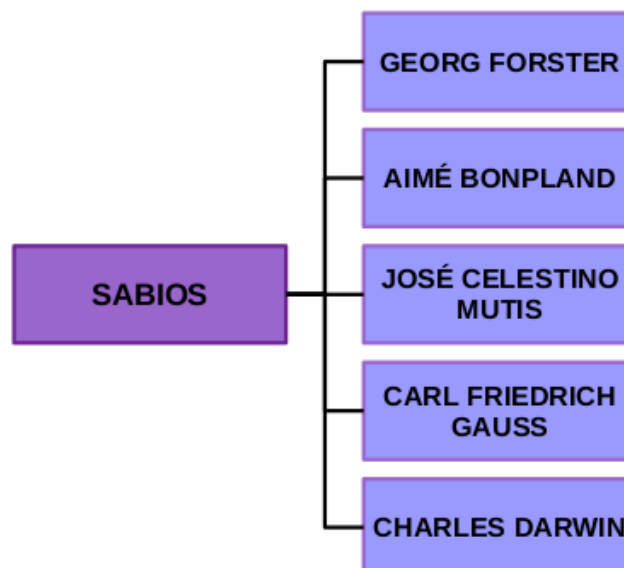 SABIOS
GEORG FORSTER
AIMÉ BONPLAND
JOSÉ CELESTINO
MUTIS
CARL FRIEDRICH
GAUSS
CHARLES DARWIN